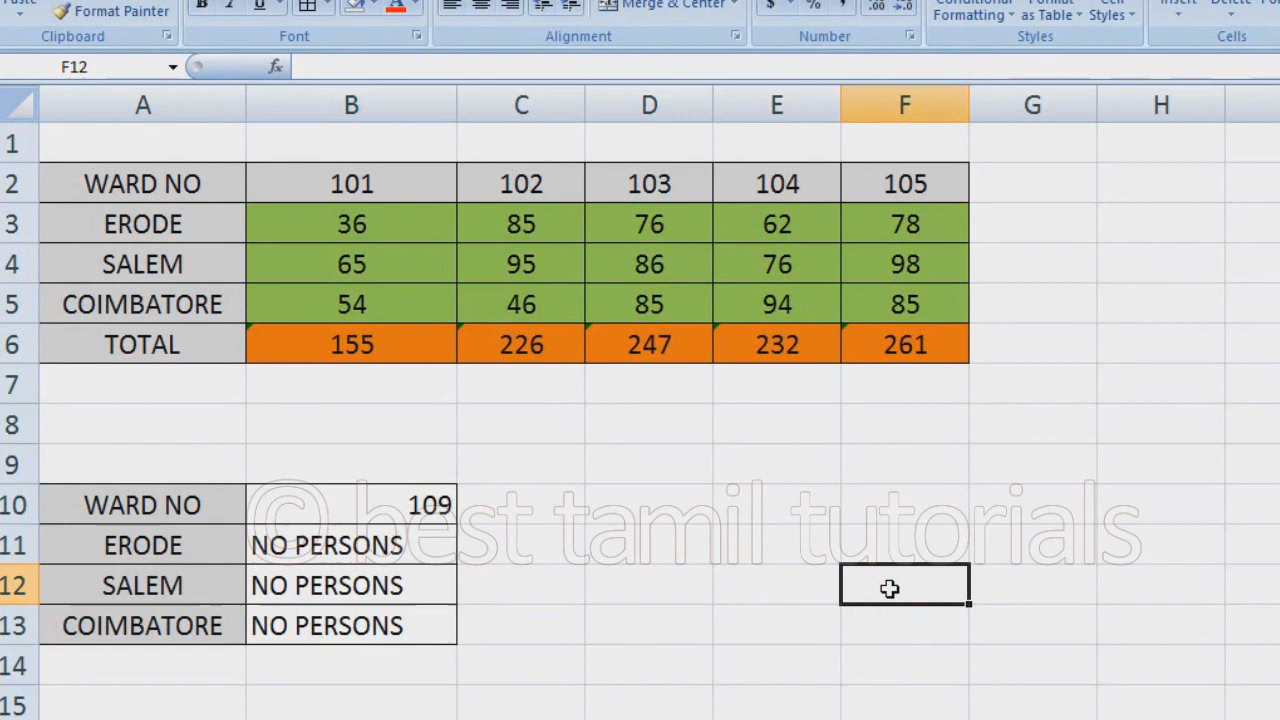 Paste
Format Painter
Merge & Center
$ % ,
Conditional Formatting
Format as Table
Cell Styles
Insert Delete
Clipboard Font Alignment Number Styles Cells
F12 fx
A B C D E F G H
1
2 WARD NO 101 102 103 104 105
3 ERODE 36 85 76 62 78
4 SALEM 65 95 86 76 98
5 COIMBATORE 54 46 85 94 85
6 TOTAL 155 226 247 232 261
7
8
9
10 WARD NO 109
11 ERODE NO PERSONS
12 SALEM NO PERSONS
13 COIMBATORE NO PERSONS
14
15
© best tamil tutorials